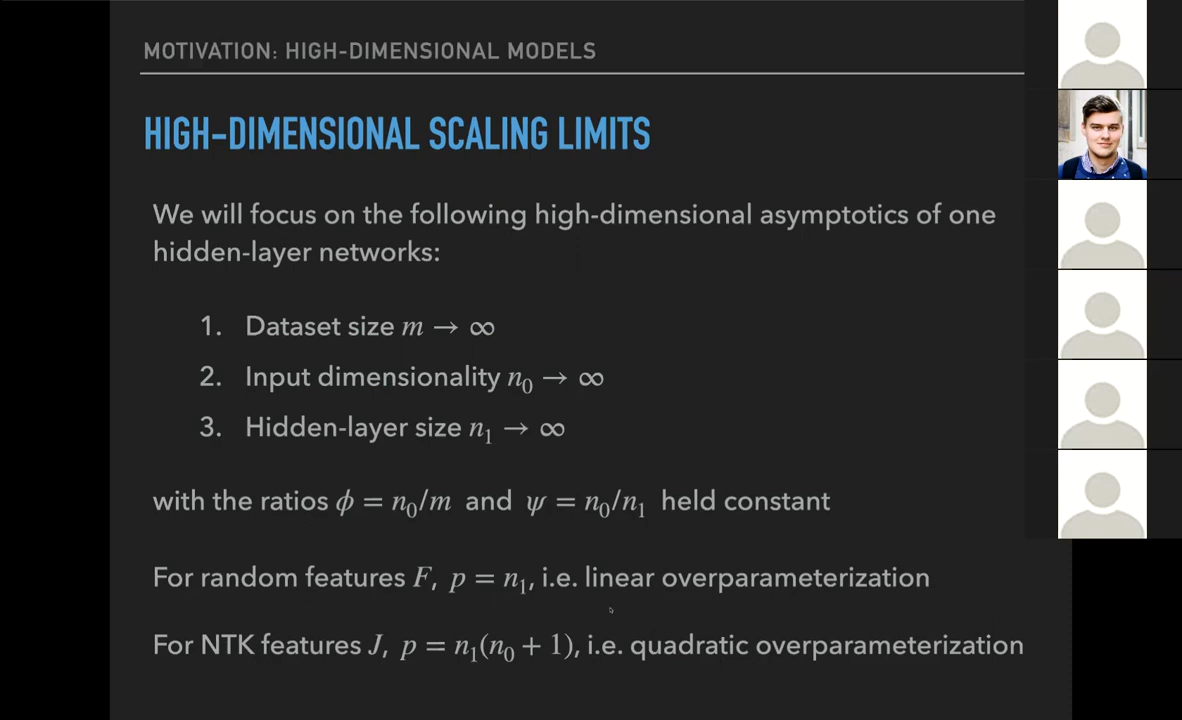 MOTIVATION: HIGH-DIMENSIONAL MODELS
HIGH-DIMENSIONAL SCALING LIMITS
We will focus on the following high-dimensional asymptotics of one
hidden-layer networks:
1. Dataset size m → ∞
2. Input dimensionality n₀ → ∞
3. Hidden-layer size n₁ → ∞
with the ratios ϕ = n₀/m and ψ = n₀/n₁ held constant
For random features F, p = n₁, i.e. linear overparameterization
For NTK features J, p = n₁(n₀ + 1), i.e. quadratic overparameterization